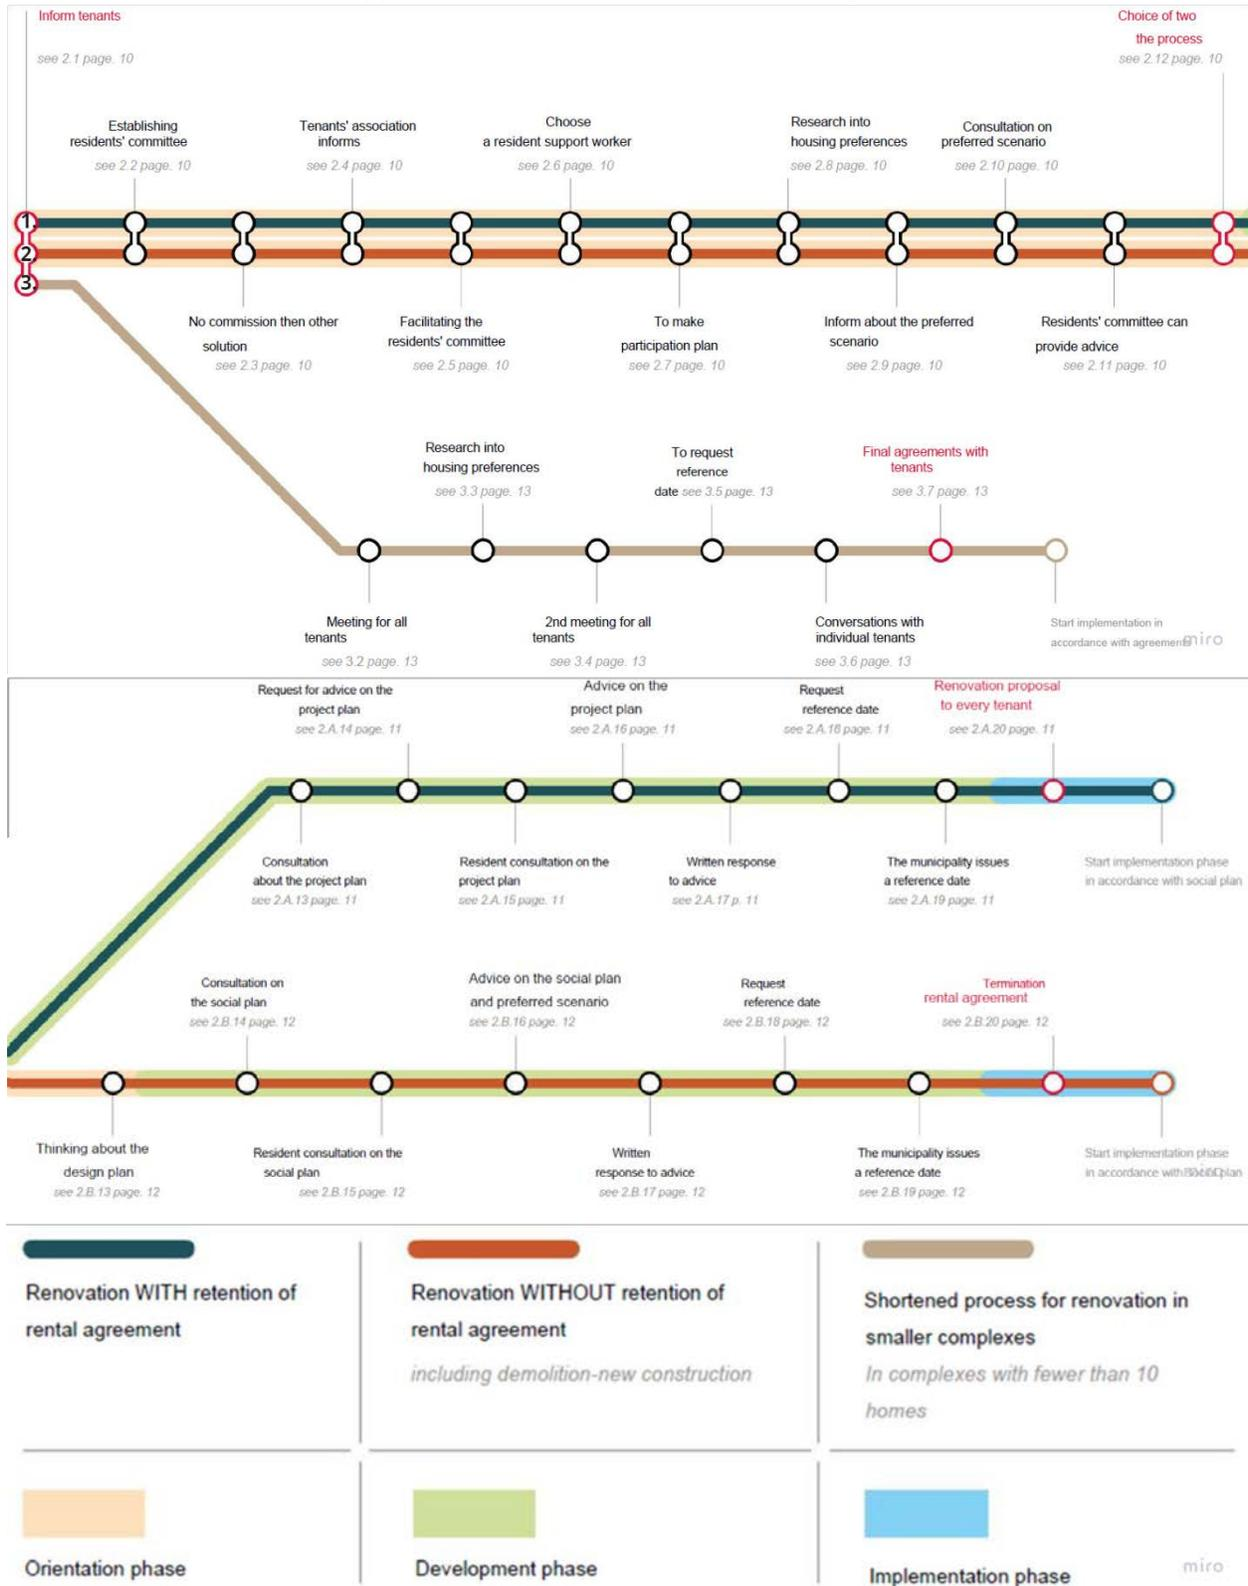 Inform tenants
see 2.1 page. 10
Choice of two
the process
see 2.12 page. 10
Establishing
residents' committee
see 2.2 page. 10
Tenants' association
informs
see 2.4 page. 10
Choose
a resident support worker
see 2.6 page. 10
Research into
housing preferences
see 2.8 page. 10
Consultation on
preferred scenario
see 2.10 page. 10
1.
2.
3.
No commission then other
solution
see 2.3 page. 10
Facilitating the
residents' committee
see 2.5 page. 10
To make
participation plan
see 2.7 page. 10
Inform about the preferred
scenario
see 2.9 page. 10
Residents' committee can
provide advice
see 2.11 page. 10
Research into
housing preferences
see 3.3 page. 13
To request
reference
date see 3.5 page. 13
Final agreements with
tenants
see 3.7 page. 13
Meeting for all
tenants
see 3.2 page. 13
2nd meeting for all
tenants
see 3.4 page. 13
Conversations with
individual tenants
see 3.6 page. 13
Start implementation in
accordance with agreements
miro
Request for advice on the
project plan
see 2.A.14 page. 11
Advice on the
project plan
see 2.A.16 page. 11
Request
reference date
see 2.A.18 page. 11
Renovation proposal
to every tenant
see 2.A.20 page. 11
Consultation
about the project plan
see 2.A.13 page. 11
Resident consultation on the
project plan
see 2.A.15 page. 11
Written response
to advice
see 2.A.17 p. 11
The municipality issues
a reference date
see 2.A.19 page. 11
Start implementation phase
in accordance with social plan
Consultation on
the social plan
see 2.B.14 page. 12
Advice on the social plan
and preferred scenario
see 2.B.16 page. 12
Request
reference date
see 2.B.18 page. 12
Termination
rental agreement
see 2.B.20 page. 12
Thinking about the
design plan
see 2.B.13 page. 12
Resident consultation on the
social plan
see 2.B.15 page. 12
Written
response to advice
see 2.B.17 page. 12
The municipality issues
a reference date
see 2.B.19 page. 12
Start implementation phase
in accordance with social plan
Renovation WITH retention of
rental agreement
Renovation WITHOUT retention of
rental agreement
including demolition-new construction
Shortened process for renovation in
smaller complexes
In complexes with fewer than 10
homes
Orientation phase
Development phase
Implementation phase
miro